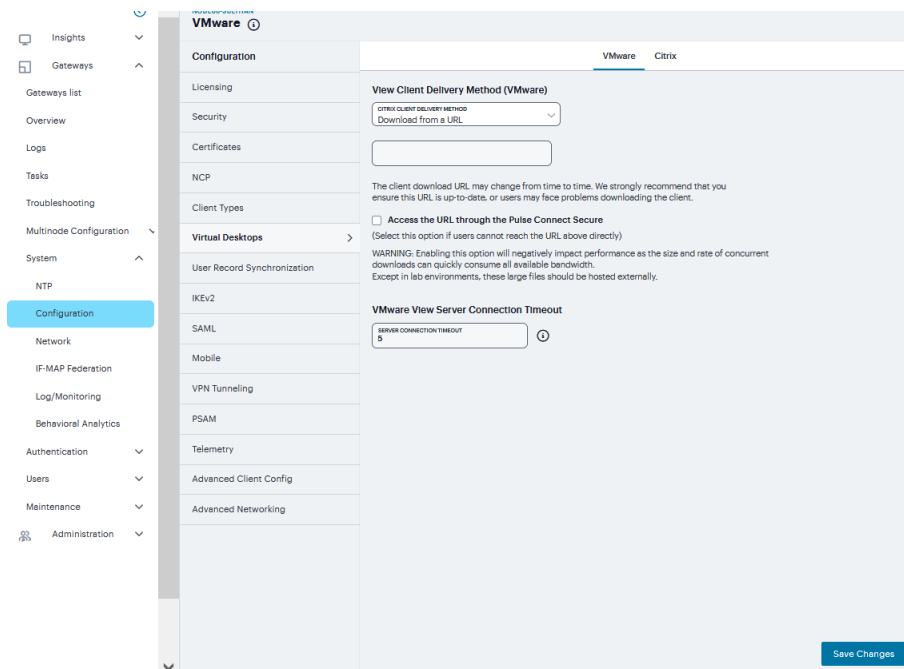 VMware
Insights
Gateways
Gateways list
Overview
Logs
Tasks
Troubleshooting
Multinode Configuration
System
NTP
Configuration
Network
IF-MAP Federation
Log/Monitoring
Behavioral Analytics
Authentication
Users
Maintenance
Administration
Configuration
Licensing
Security
Certificates
NCP
Client Types
Virtual Desktops
User Record Synchronization
IKEv2
SAML
Mobile
VPN Tunneling
PSAM
Telemetry
Advanced Client Config
Advanced Networking
VMware Citrix
View Client Delivery Method (VMware)
CITRIX CLIENT DELIVERY METHOD
Download from a URL
The client download URL may change from time to time. We strongly recommend that you
ensure this URL is up-to-date, or users may face problems downloading the client.
Access the URL through the Pulse Connect Secure
(Select this option if users cannot reach the URL above directly)
WARNING: Enabling this option will negatively impact performance as the size and rate of concurrent
downloads can quickly consume all available bandwidth.
Except in lab environments, these large files should be hosted externally.
VMware View Server Connection Timeout
SERVER CONNECTION TIMEOUT
5
Save Changes